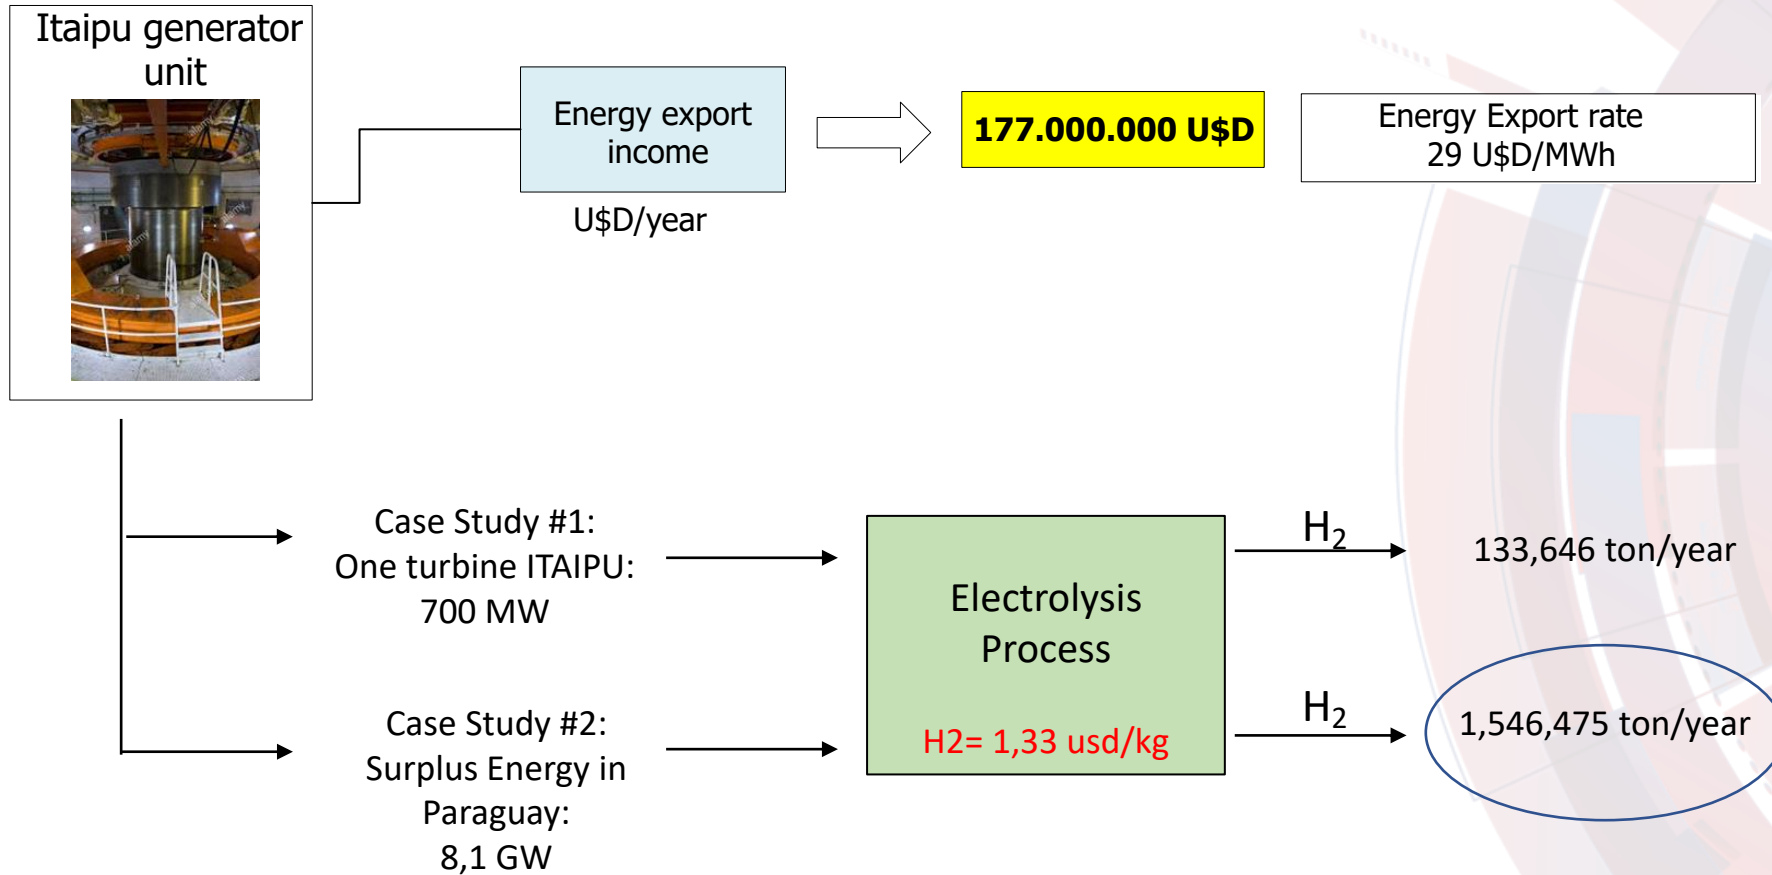 Itaipu generator
unit
Energy export
income
U$D/year
177.000.000 U$D
Energy Export rate
29 U$D/MWh
Case Study #1:
One turbine ITAIPU:
700 MW
Case Study #2:
Surplus Energy in
Paraguay:
8,1 GW
Electrolysis
Process
H2= 1,33 usd/kg
H2
133,646 ton/year
H2
1,546,475 ton/year
alamy
alamy